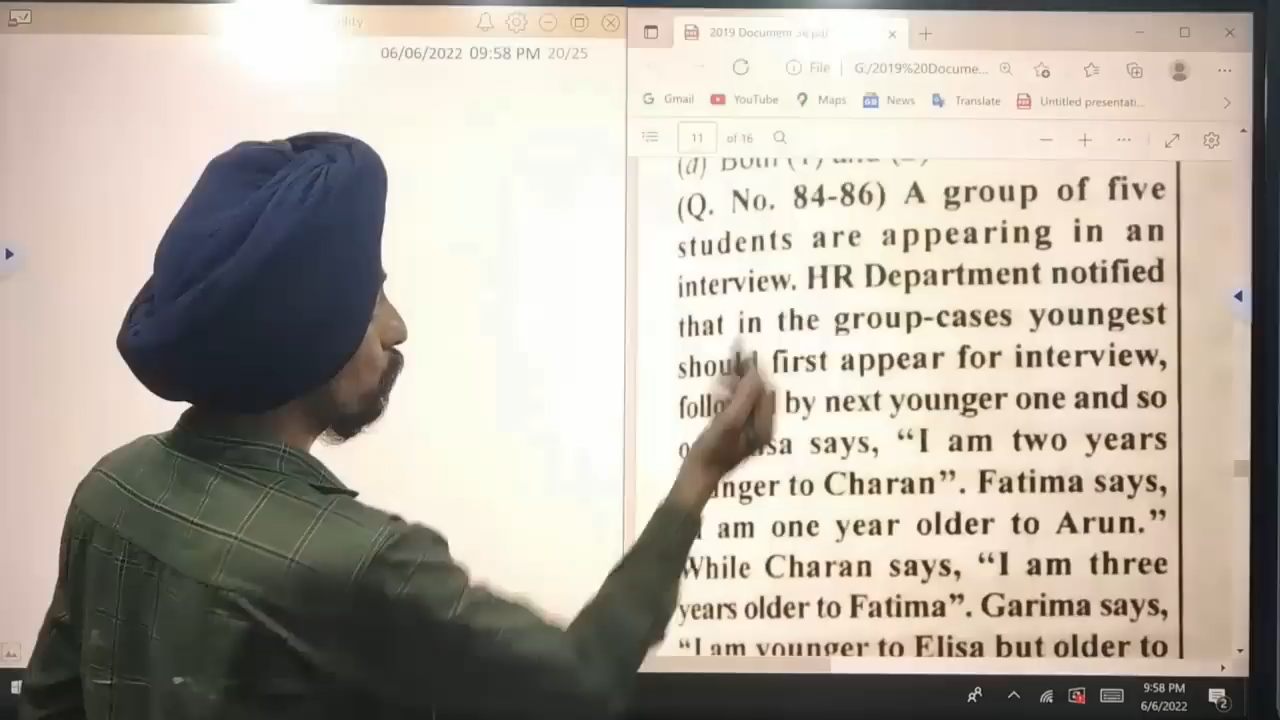 ility
06/06/2022 09:58 PM 20/25
2019 Document
File G:/2019%20Docume...
Gmail YouTube Maps News Translate Untitled presentati...
11 of 16
(Q. No. 84-86) A group of five
students are appearing in an
interview. HR Department notified
that in the group-cases youngest
should first appear for interview,
follo by next younger one and so
o sa says, “I am two years
nger to Charan”. Fatima says,
am one year older to Arun.”
While Charan says, “I am three
years older to Fatima”. Garima says,
“I am younger to Elisa but older to
9:58 PM
6/6/2022
2